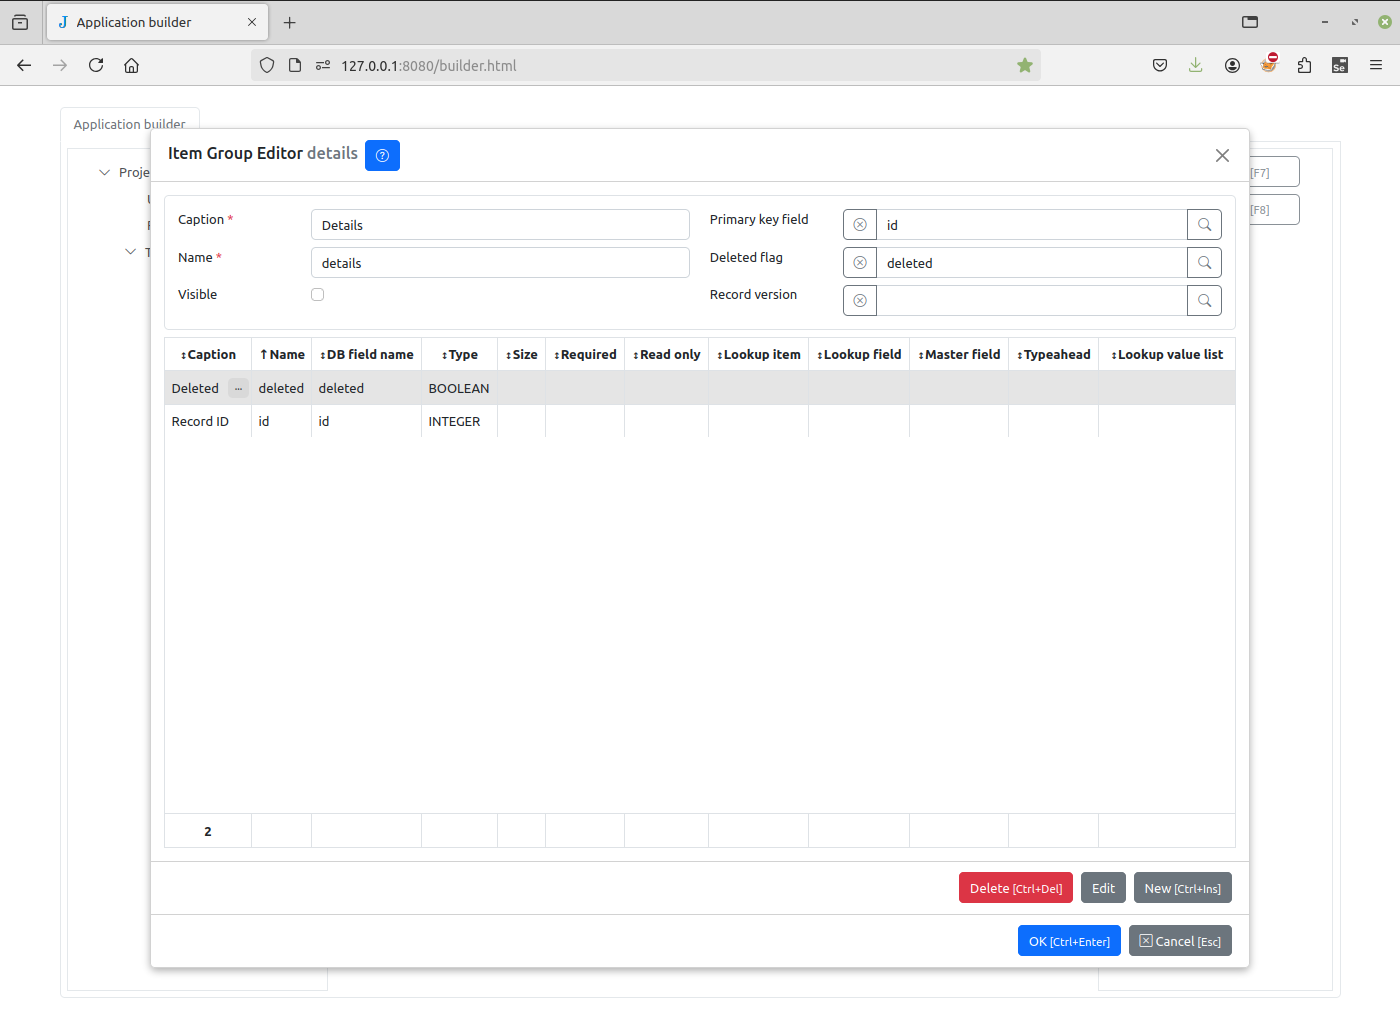 Application builder
127.0.0.1:8080/builder.html
Application builder
Item Group Editor details
Proje
[F7]
[F8]
Caption *
Details
Primary key field
id
Name *
details
Deleted flag
deleted
Visible
Record version
↕Caption ↑Name ↕DB field name ↕Type ↕Size ↕Required ↕Read only ↕Lookup item ↕Lookup field ↕Master field ↕Typeahead ↕Lookup value list
Deleted ... deleted deleted BOOLEAN
Record ID id id INTEGER
2
Delete [Ctrl+Del] Edit New [Ctrl+Ins]
OK [Ctrl+Enter] Cancel [Esc]